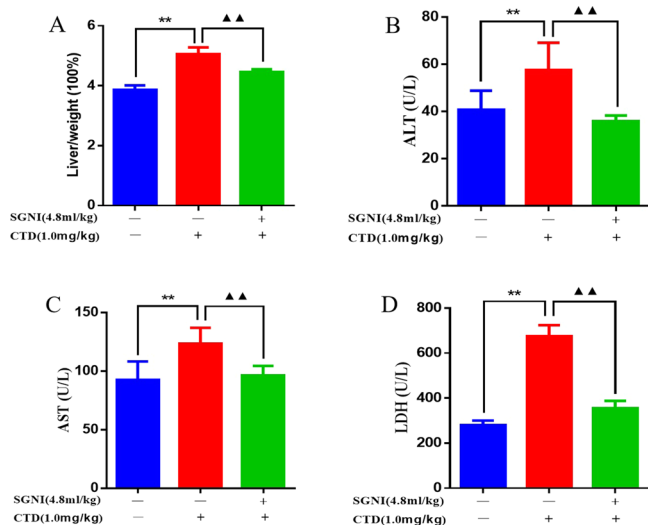 A
** ▲▲
Liver/weight (100%)
6
4
2
0
SGNI(4.8ml/kg) — — +
CTD(1.0mg/kg) — + +
B
** ▲▲
ALT (U/L)
80
60
40
20
0
SGNI(4.8ml/kg) — — +
CTD(1.0mg/kg) — + +
C
** ▲▲
AST (U/L)
150
100
50
0
SGNI(4.8ml/kg) — — +
CTD(1.0mg/kg) — + +
D
** ▲▲
LDH (U/L)
800
600
400
200
0
SGNI(4.8ml/kg) — — +
CTD(1.0mg/kg) — + +